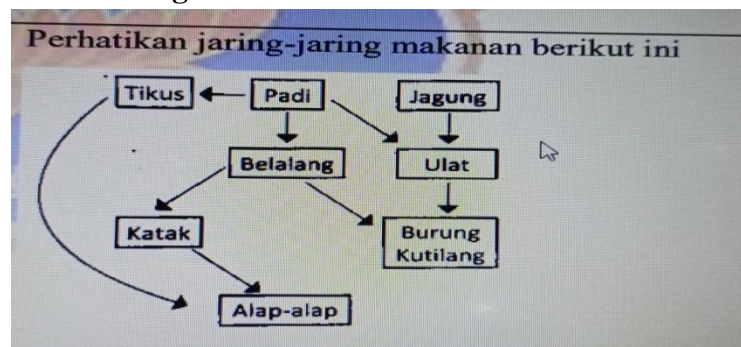 Perhatikan jaring-jaring makanan berikut ini
Tikus Padi Jagung
Belalang Ulat
Katak Burung
Kutilang
Alap-alap